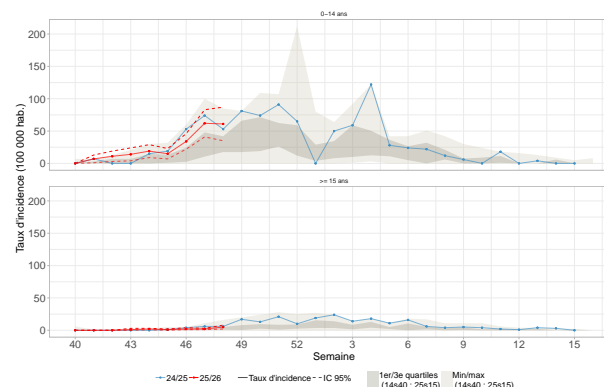 0−14 ans
200
150
100
50
0
>= 15 ans
200
150
100
50
0
Taux d'incidence (100 000 hab.)
40 43 46 49 52 3 6 9 12 15
Semaine
24/25 25/26 Taux d'incidence IC 95% 1er/3e quartiles Min/max
(14s40 ; 25s15) (14s40 ; 25s15)